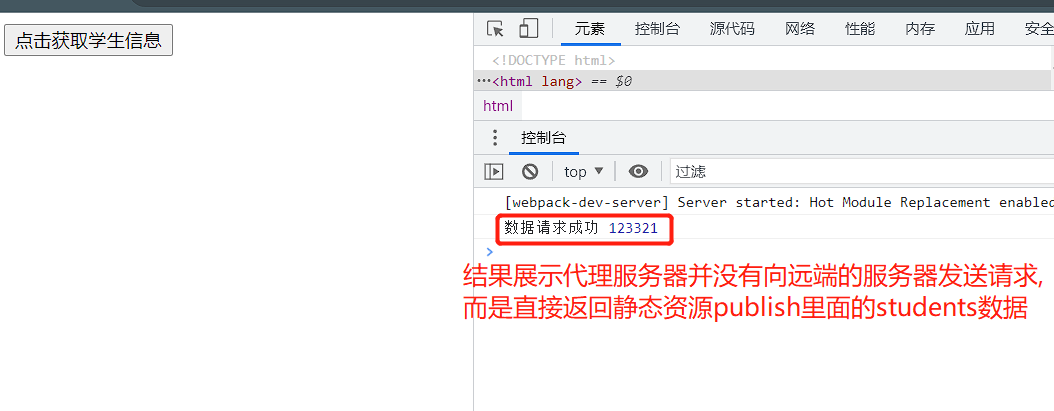 点击获取学生信息
元素 控制台 源代码 网络 性能 内存 应用 安全
<!DOCTYPE html>
···<html lang> == $0
html
控制台
top ▼ 过滤
[webpack-dev-server] Server started: Hot Module Replacement enabled
数据请求成功 123321
>
结果展示代理服务器并没有向远端的服务器发送请求,
而是直接返回静态资源publish里面的students数据